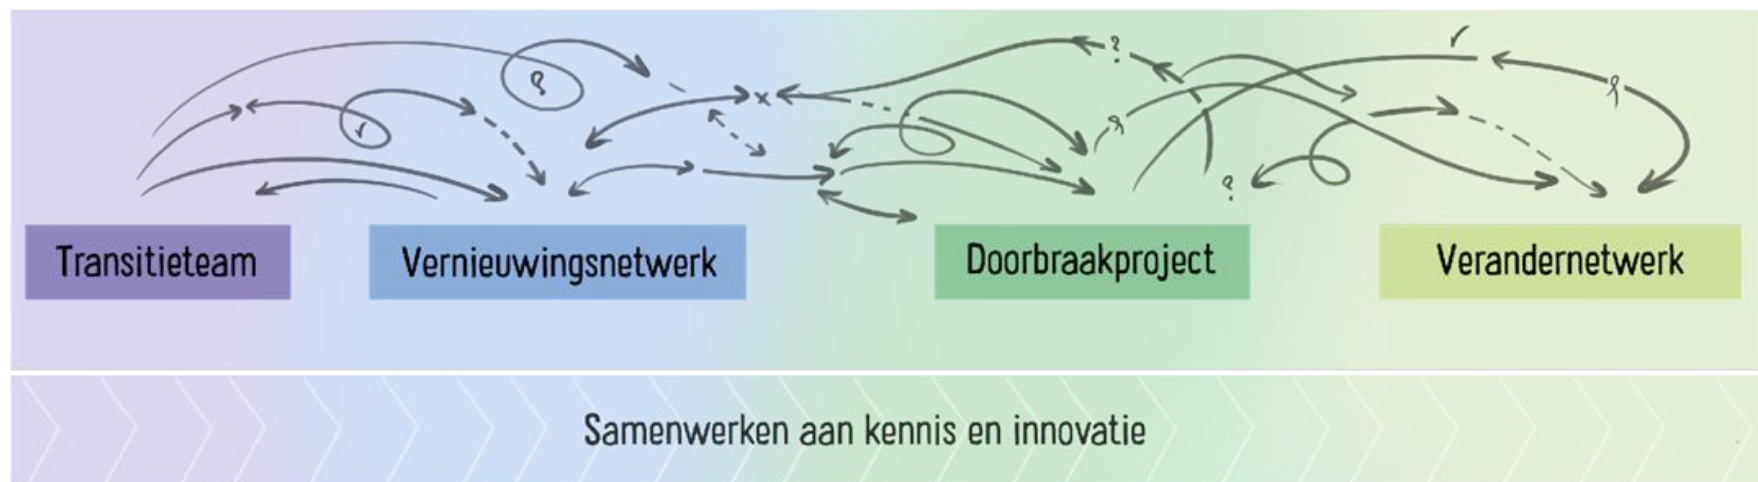 ? ?
Transitieteam Vernieuwingsnetwerk Doorbraakproject Verandernetwerk
Samenwerken aan kennis en innovatie